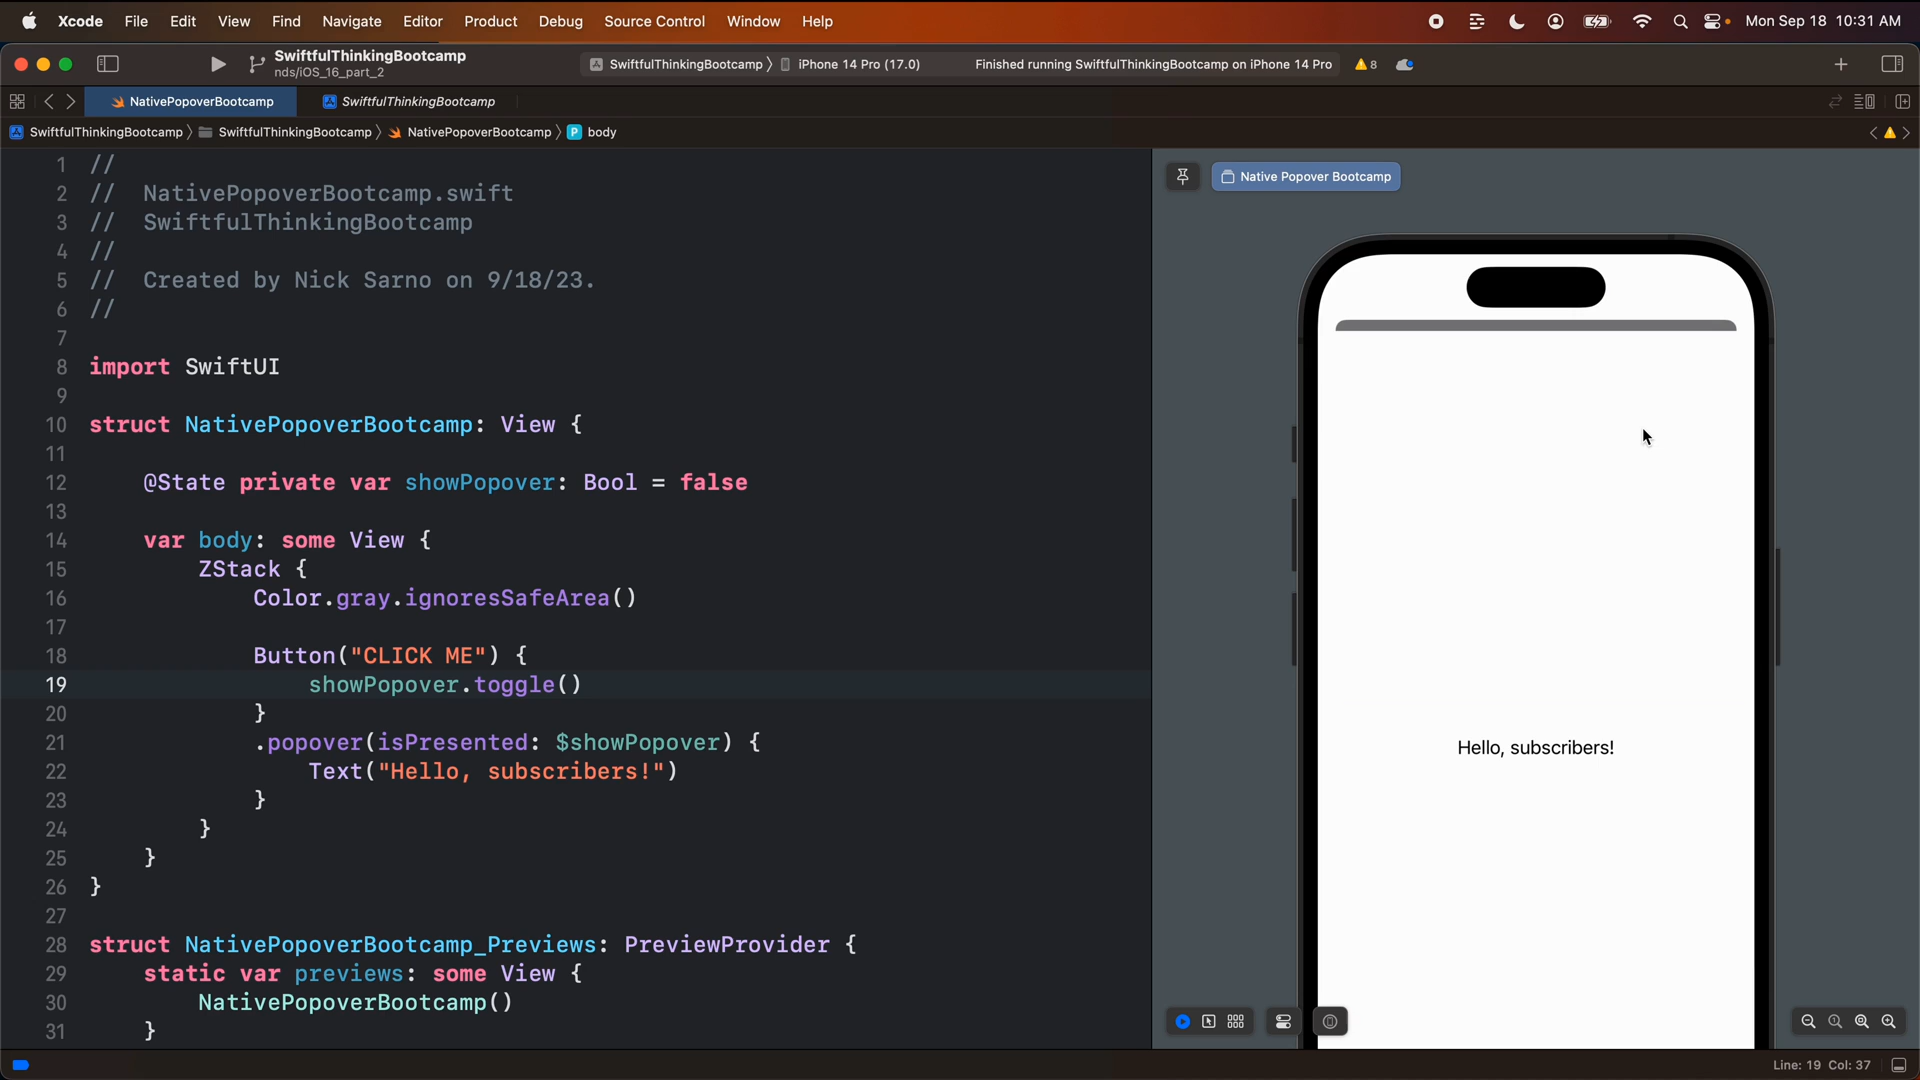 Xcode File Edit View Find Navigate Editor Product Debug Source Control Window Help Mon Sep 18 10:31 AM
SwiftfulThinkingBootcamp
nds/iOS_16_part_2
SwiftfulThinkingBootcamp iPhone 14 Pro (17.0) Finished running SwiftfulThinkingBootcamp on iPhone 14 Pro 8
NativePopoverBootcamp SwiftfulThinkingBootcamp
SwiftfulThinkingBootcamp SwiftfulThinkingBootcamp NativePopoverBootcamp P body
1 //
2 // NativePopoverBootcamp.swift
3 // SwiftfulThinkingBootcamp
4 //
5 // Created by Nick Sarno on 9/18/23.
6 //
7
8 import SwiftUI
9
10 struct NativePopoverBootcamp: View {
11
12 @State private var showPopover: Bool = false
13
14 var body: some View {
15 ZStack {
16 Color.gray.ignoresSafeArea()
17
18 Button("CLICK ME") {
19 showPopover.toggle()
20 }
21 .popover(isPresented: $showPopover) {
22 Text("Hello, subscribers!")
23 }
24 }
25 }
26 }
27
28 struct NativePopoverBootcamp_Previews: PreviewProvider {
29 static var previews: some View {
30 NativePopoverBootcamp()
31 }
Native Popover Bootcamp
Hello, subscribers!
Line: 19 Col: 37